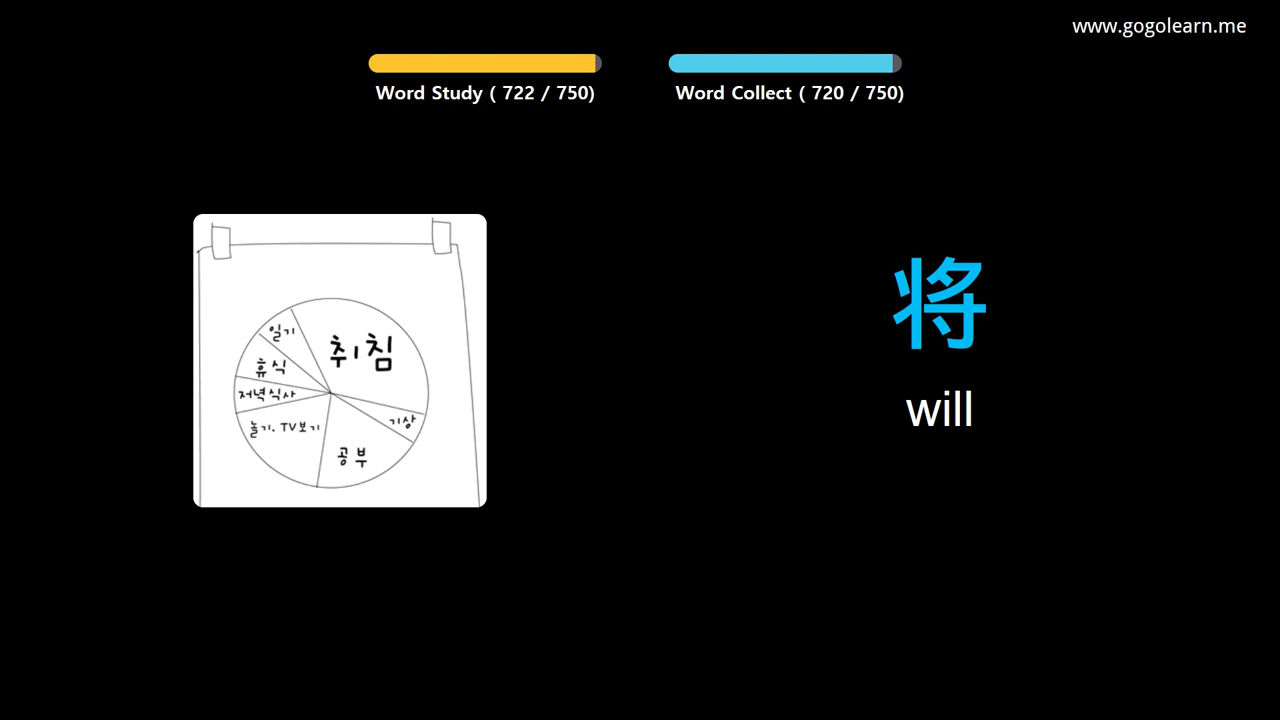 www.gogolearn.me
Word Study ( 722 / 750)
Word Collect ( 720 / 750)
일기
취침
휴식
저녁식사
놀기. TV보기
기상
공부
将
will